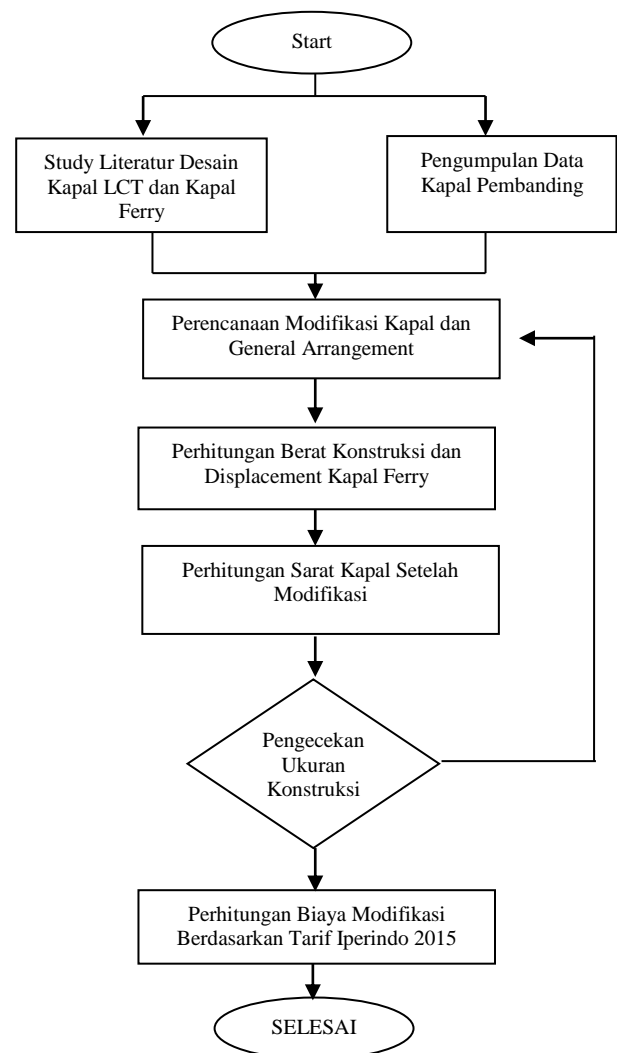 Start
Study Literatur Desain
Kapal LCT dan Kapal
Ferry
Pengumpulan Data
Kapal Pembanding
Perencanaan Modifikasi Kapal dan
General Arrangement
Perhitungan Berat Konstruksi dan
Displacement Kapal Ferry
Perhitungan Sarat Kapal Setelah
Modifikasi
Pengecekan
Ukuran
Konstruksi
Perhitungan Biaya Modifikasi
Berdasarkan Tarif Iperindo 2015
SELESAI